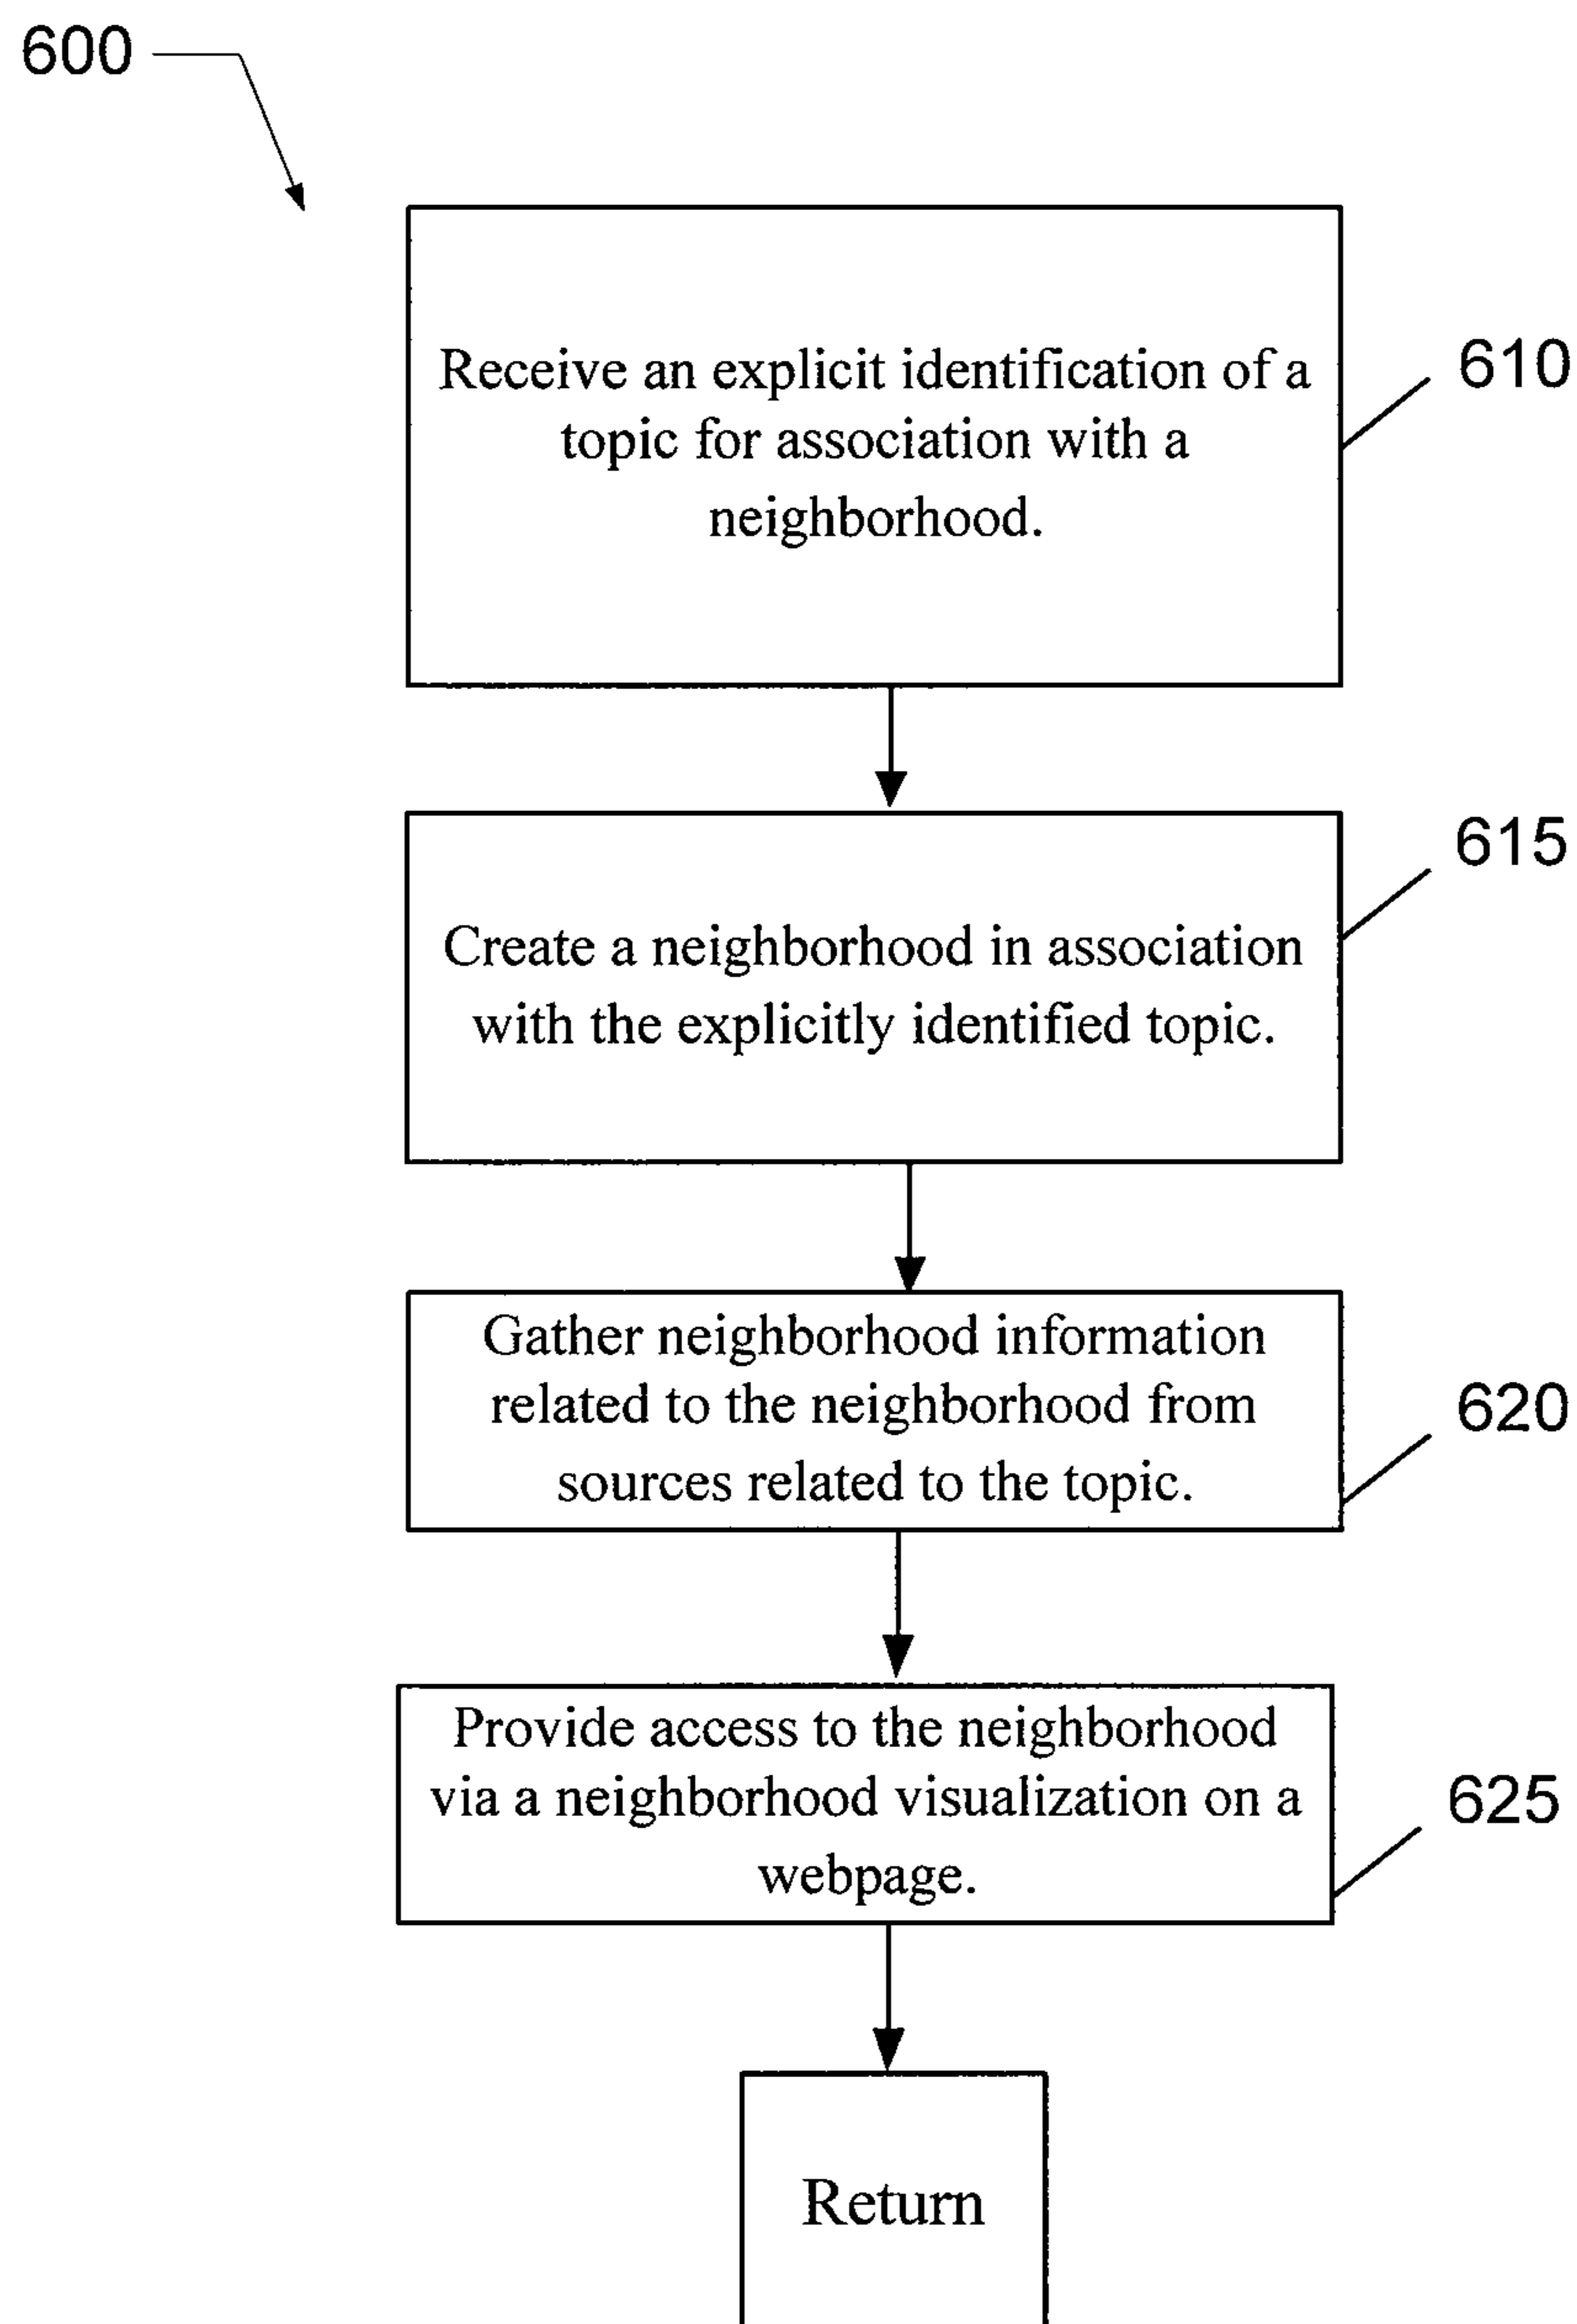 600
Receive an explicit identification of a
topic for association with a
neighborhood.
610
Create a neighborhood in association
with the explicitly identified topic.
615
Gather neighborhood information
related to the neighborhood from
sources related to the topic.
620
Provide access to the neighborhood
via a neighborhood visualization on a
webpage.
625
Return